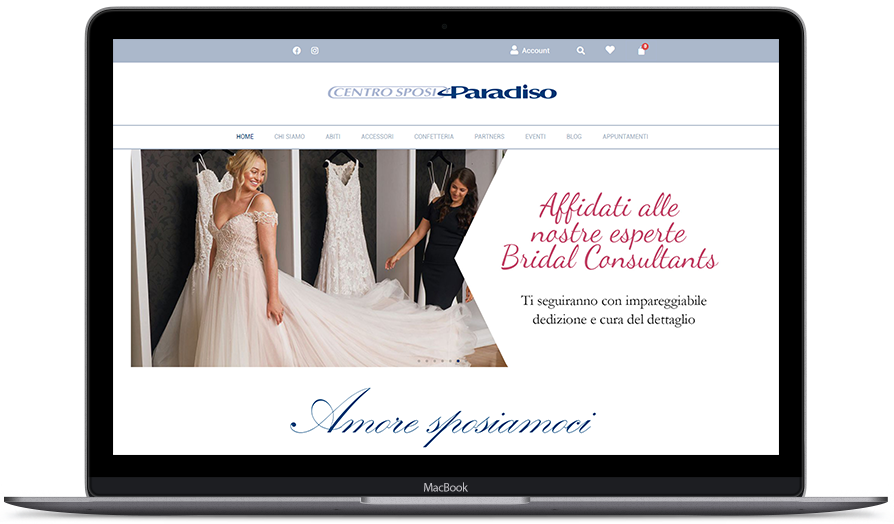 Account
0
CENTRO SPOSI Paradiso
HOME CHI SIAMO ABITI ACCESSORI CONFETTERIA PARTNERS EVENTI BLOG APPUNTAMENTI
Affidati alle
nostre esperte
Bridal Consultants
Ti seguiranno con impareggiabile
dedizione e cura del dettaglio
Amore sposiamoci
MacBook